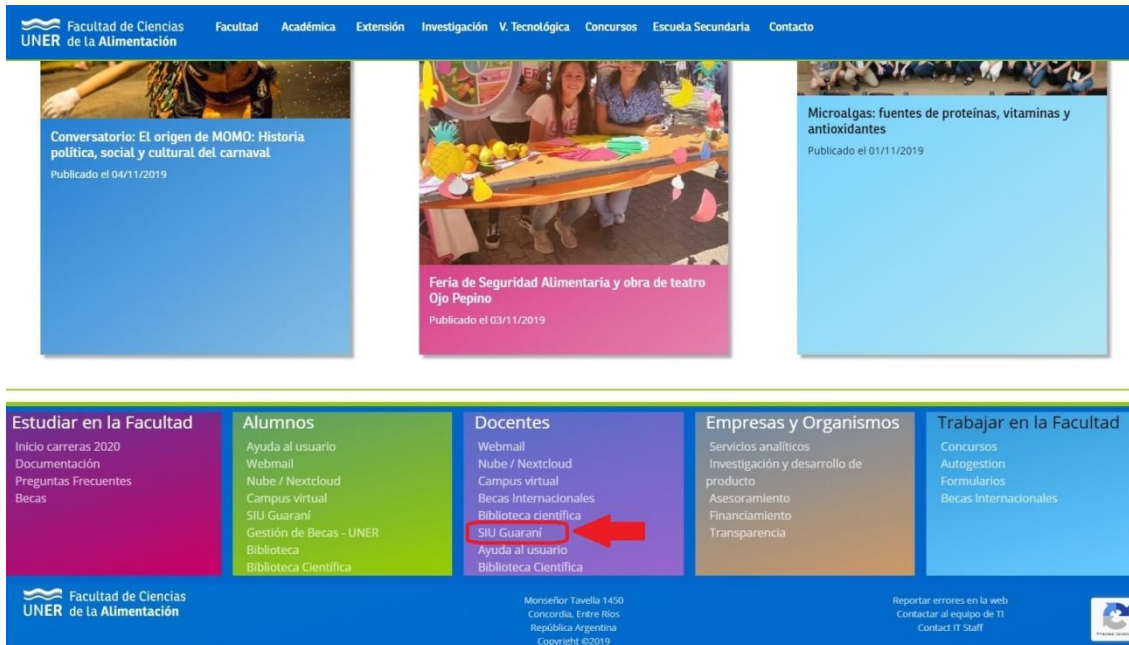 Facultad de Ciencias
UNER de la Alimentación
Facultad
Académica
Extensión
Investigación
V. Tecnológica
Concursos
Escuela Secundaria
Contacto
Conversatorio: El origen de MOMO: Historia
política, social y cultural del carnaval
Publicado el 04/11/2019
Feria de Seguridad Alimentaria y obra de teatro
Ojo Pepino
Publicado el 03/11/2019
Microalgas: fuentes de proteínas, vitaminas y
antioxidantes
Publicado el 01/11/2019
Estudiar en la Facultad
Inicio carreras 2020
Documentación
Preguntas Frecuentes
Becas
Alumnos
Ayuda al usuario
Webmail
Nube / Nextcloud
Campus virtual
SIU Guaraní
Gestión de Becas - UNER
Biblioteca
Biblioteca Científica
Docentes
Webmail
Nube / Nextcloud
Campus virtual
Becas Internacionales
Biblioteca científica
SIU Guaraní
Ayuda al usuario
Biblioteca Científica
Empresas y Organismos
Servicios analíticos
Investigación y desarrollo de
producto
Asesoramiento
Financiamiento
Transparencia
Trabajar en la Facultad
Concursos
Autogestion
Formularios
Becas Internacionales
Facultad de Ciencias
UNER de la Alimentación
Monseñor Tavella 1450
Concordia, Entre Ríos
República Argentina
Copyright ©2019
Reportar errores en la web
Contactar al equipo de TI
Contact IT Staff